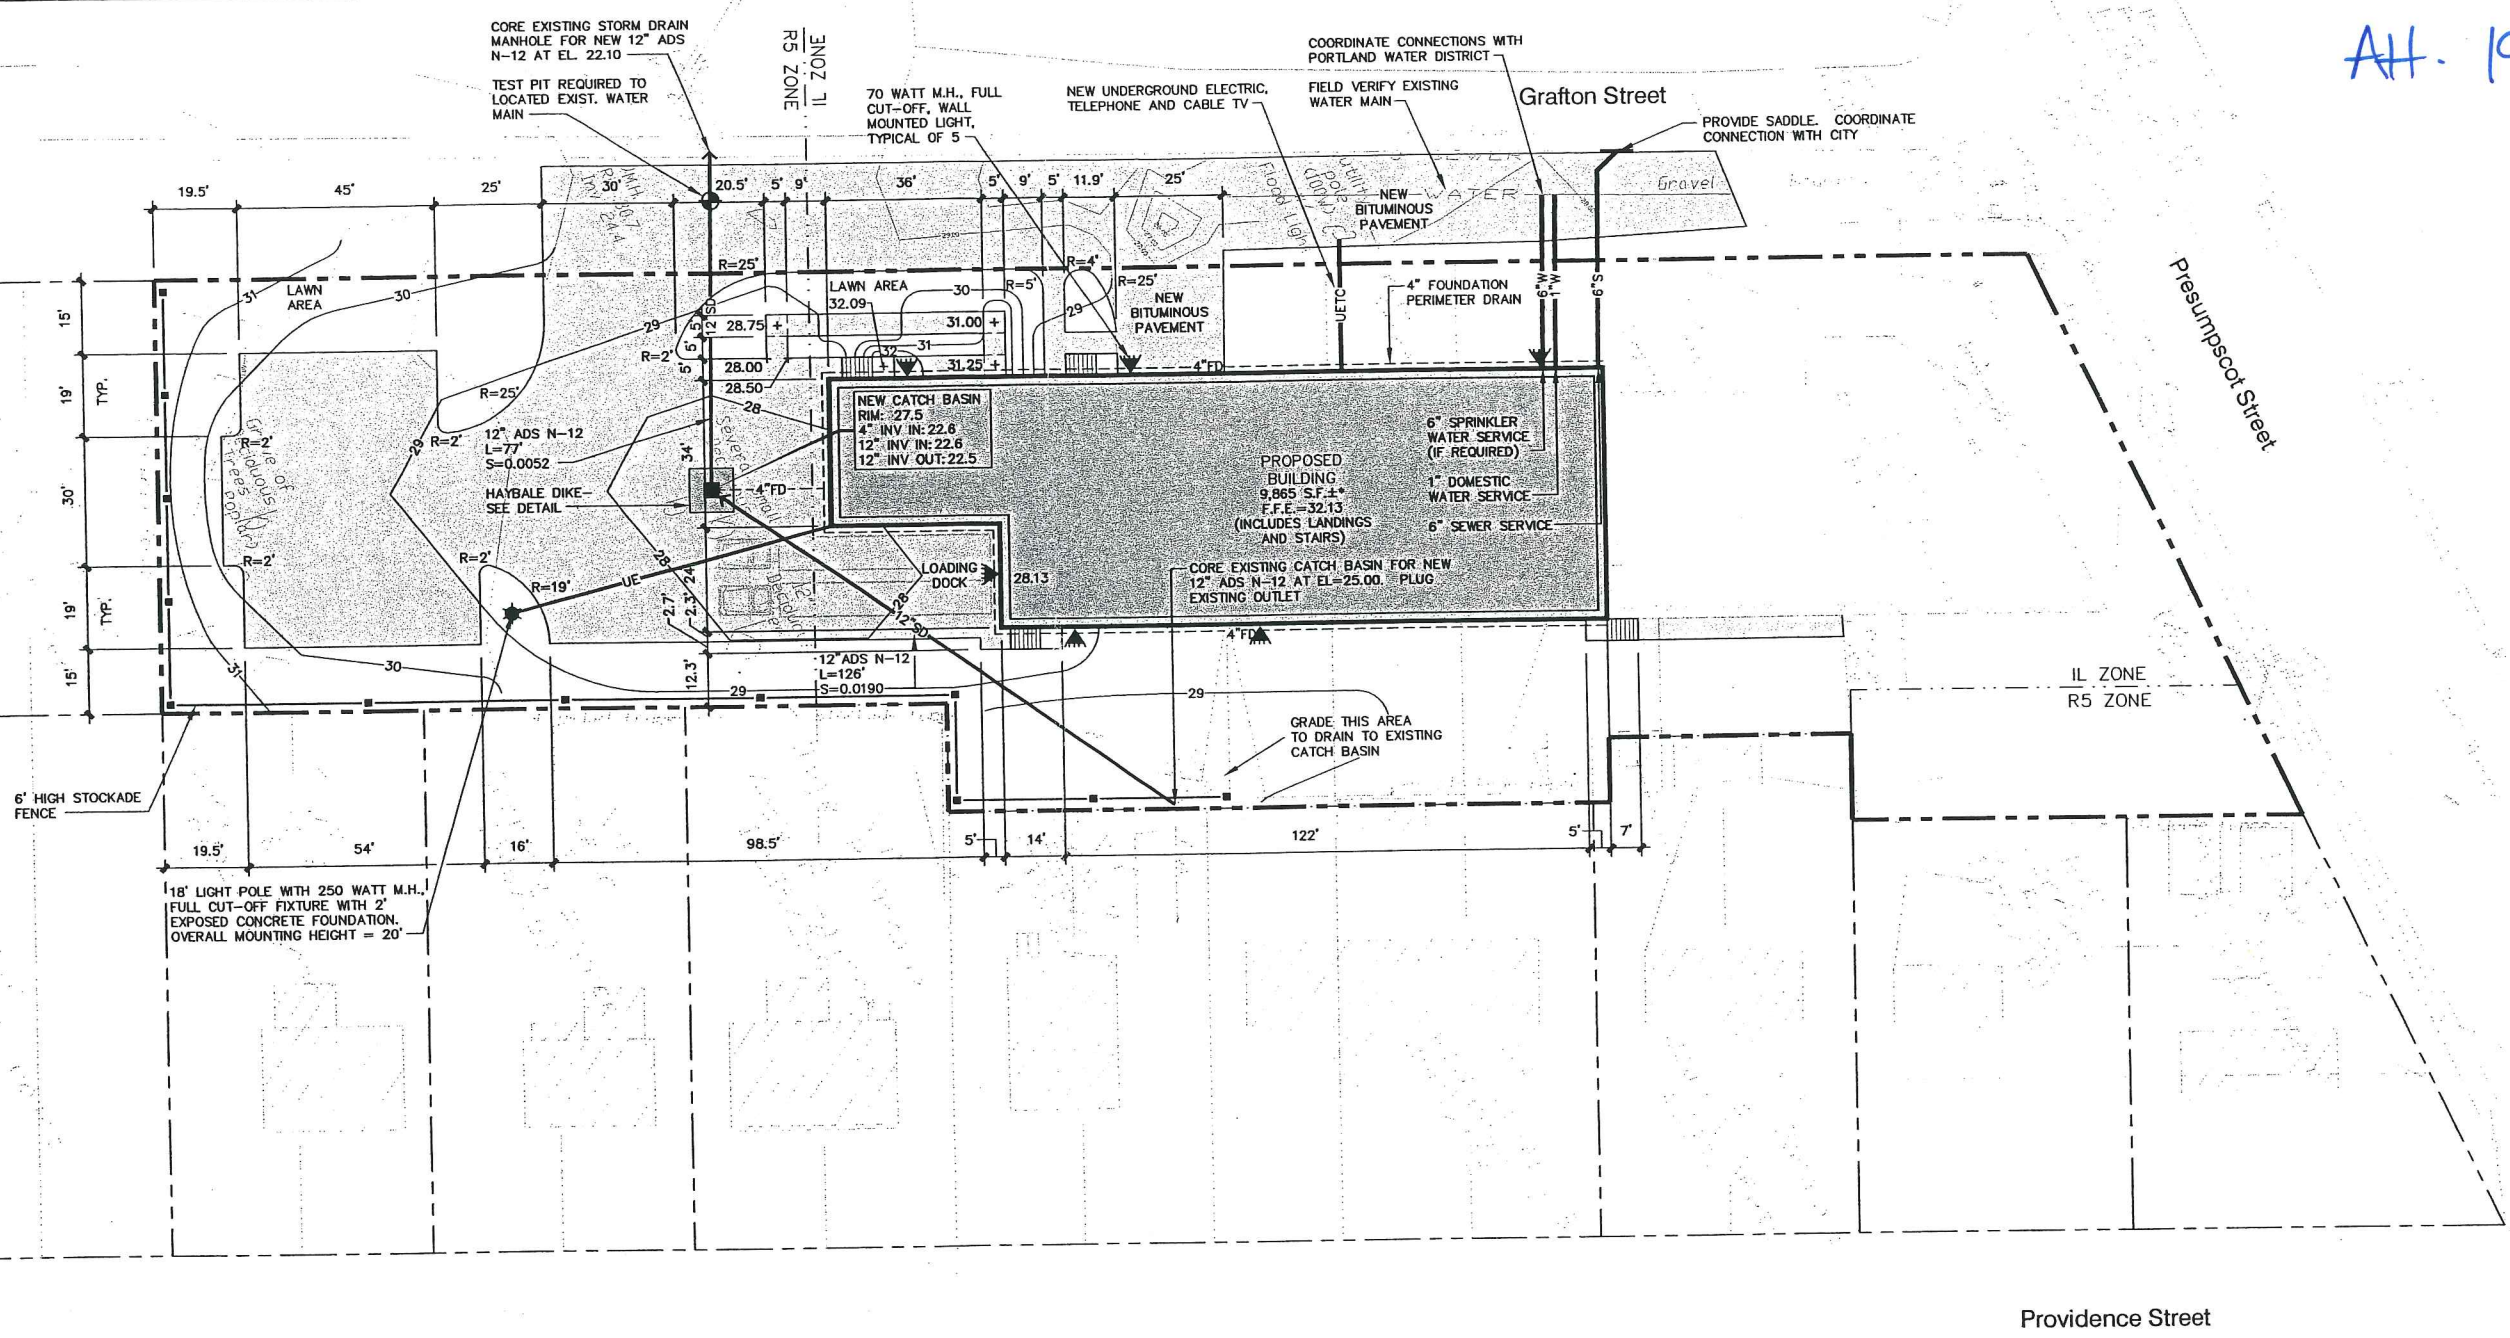 CORE EXISTING STORM DRAIN
MANHOLE FOR NEW 12" ADS
N-12 AT EL. 22.10
TEST PIT REQUIRED TO
LOCATED EXIST. WATER
MAIN
IL ZONE
R5 ZONE
70 WATT M.H., FULL
CUT-OFF, WALL
MOUNTED LIGHT,
TYPICAL OF 5
NEW UNDERGROUND ELECTRIC,
TELEPHONE AND CABLE TV
COORDINATE CONNECTIONS WITH
PORTLAND WATER DISTRICT
FIELD VERIFY EXISTING
WATER MAIN
Grafton Street
PROVIDE SADDLE. COORDINATE
CONNECTION WITH CITY
AH. 19
19.5'
45'
25'
30'
20.5'
5'
9'
36'
5'
9'
5'
11.9'
25'
NEW
BITUMINOUS
PAVEMENT
WATER
Gravel
Presumpscot Street
LAWN
AREA
31
30
29
R=25'
LAWN AREA
32.09
30
R=5'
R=4'
R=25'
29
NEW
BITUMINOUS
PAVEMENT
UETC
4" FOUNDATION
PERIMETER DRAIN
6"W
1"W
6"S
12"SD
28.75
31.00
R=2'
5'
5'
5'
28.00
28.50
32
31
31.25
4"FD
15'
19'
TYP.
30'
19'
TYP.
15'
R=25'
R=2'
R=2'
29
28
12" ADS N-12
L=77'
S=0.0052
34'
HAYBALE DIKE-
SEE DETAIL
4"FD
NEW CATCH BASIN
RIM: 27.5
4" INV IN: 22.6
12" INV IN: 22.6
12" INV OUT: 22.5
PROPOSED
BUILDING
9,865 S.F.±*
F.F.E.=32.13
(INCLUDES LANDINGS
AND STAIRS)
6" SPRINKLER
WATER SERVICE
(IF REQUIRED)
1" DOMESTIC
WATER SERVICE
6" SEWER SERVICE
Grove of
Deciduous
Trees
R=2'
R=2'
R=19'
UE
28
24'
2.7'
2.3'
LOADING
DOCK
28.13
28
12"SD
CORE EXISTING CATCH BASIN FOR NEW
12" ADS N-12 AT EL=25.00. PLUG
EXISTING OUTLET
4"FD
31
30
12.3'
29
12"ADS N-12
L=126'
S=0.0190
29
GRADE THIS AREA
TO DRAIN TO EXISTING
CATCH BASIN
IL ZONE
R5 ZONE
6' HIGH STOCKADE
FENCE
19.5'
54'
16'
98.5'
5'
14'
122'
5'
7'
18' LIGHT POLE WITH 250 WATT M.H.,
FULL CUT-OFF FIXTURE WITH 2'
EXPOSED CONCRETE FOUNDATION.
OVERALL MOUNTING HEIGHT = 20'
Providence Street